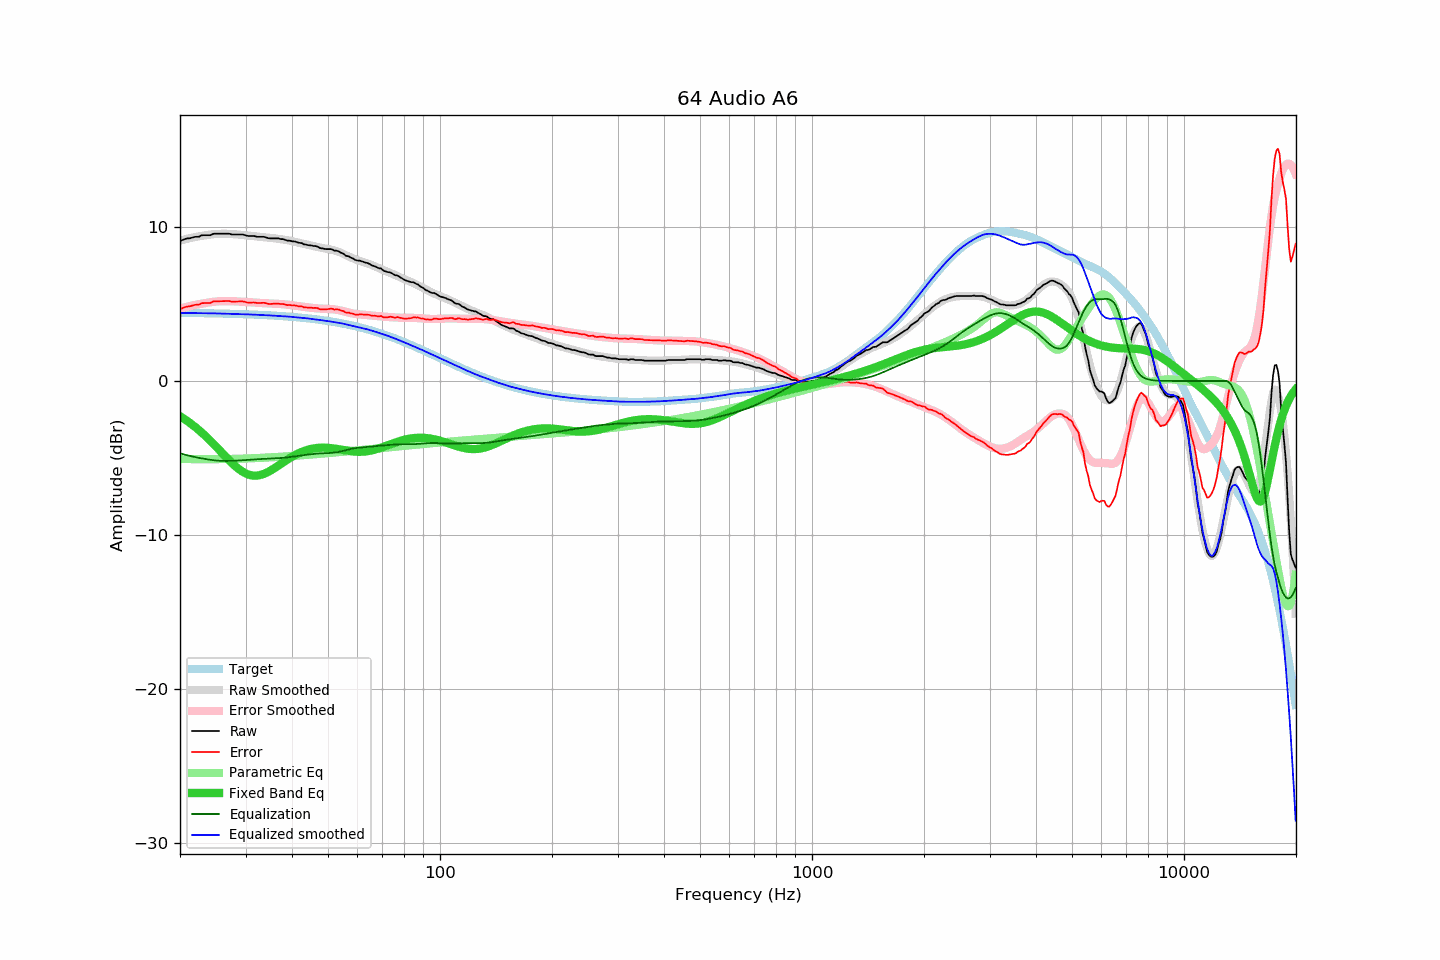 64 Audio A6
Amplitude (dBr)
10
0
−10
−20
−30
Target
Raw Smoothed
Error Smoothed
Raw
Error
Parametric Eq
Fixed Band Eq
Equalization
Equalized smoothed
100
1000
10000
Frequency (Hz)